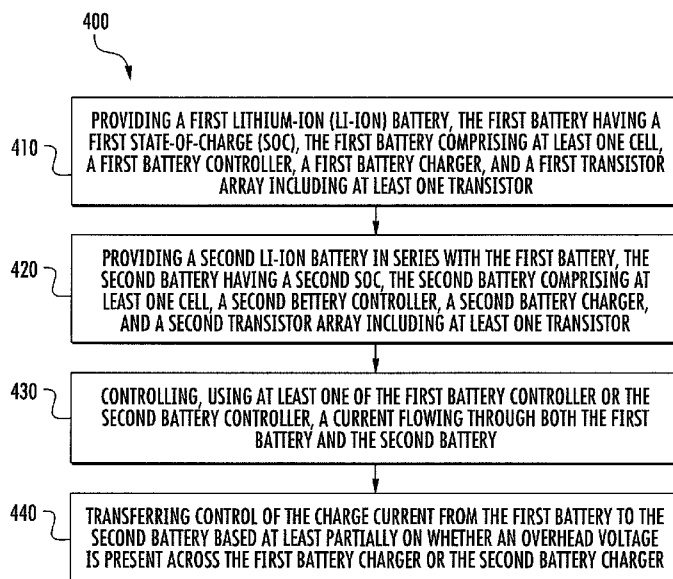 400
410
PROVIDING A FIRST LITHIUM-ION (LI-ION) BATTERY, THE FIRST BATTERY HAVING A
FIRST STATE-OF-CHARGE (SOC), THE FIRST BATTERY COMPRISING AT LEAST ONE CELL,
A FIRST BATTERY CONTROLLER, A FIRST BATTERY CHARGER, AND A FIRST TRANSISTOR
ARRAY INCLUDING AT LEAST ONE TRANSISTOR
420
PROVIDING A SECOND LI-ION BATTERY IN SERIES WITH THE FIRST BATTERY, THE
SECOND BATTERY HAVING A SECOND SOC, THE SECOND BATTERY COMPRISING AT
LEAST ONE CELL, A SECOND BETTERY CONTROLLER, A SECOND BATTERY CHARGER,
AND A SECOND TRANSISTOR ARRAY INCLUDING AT LEAST ONE TRANSISTOR
430
CONTROLLING, USING AT LEAST ONE OF THE FIRST BATTERY CONTROLLER OR THE
SECOND BATTERY CONTROLLER, A CURRENT FLOWING THROUGH BOTH THE FIRST
BATTERY AND THE SECOND BATTERY
440
TRANSFERRING CONTROL OF THE CHARGE CURRENT FROM THE FIRST BATTERY TO THE
SECOND BATTERY BASED AT LEAST PARTIALLY ON WHETHER AN OVERHEAD VOLTAGE
IS PRESENT ACROSS THE FIRST BATTERY CHARGER OR THE SECOND BATTERY CHARGER